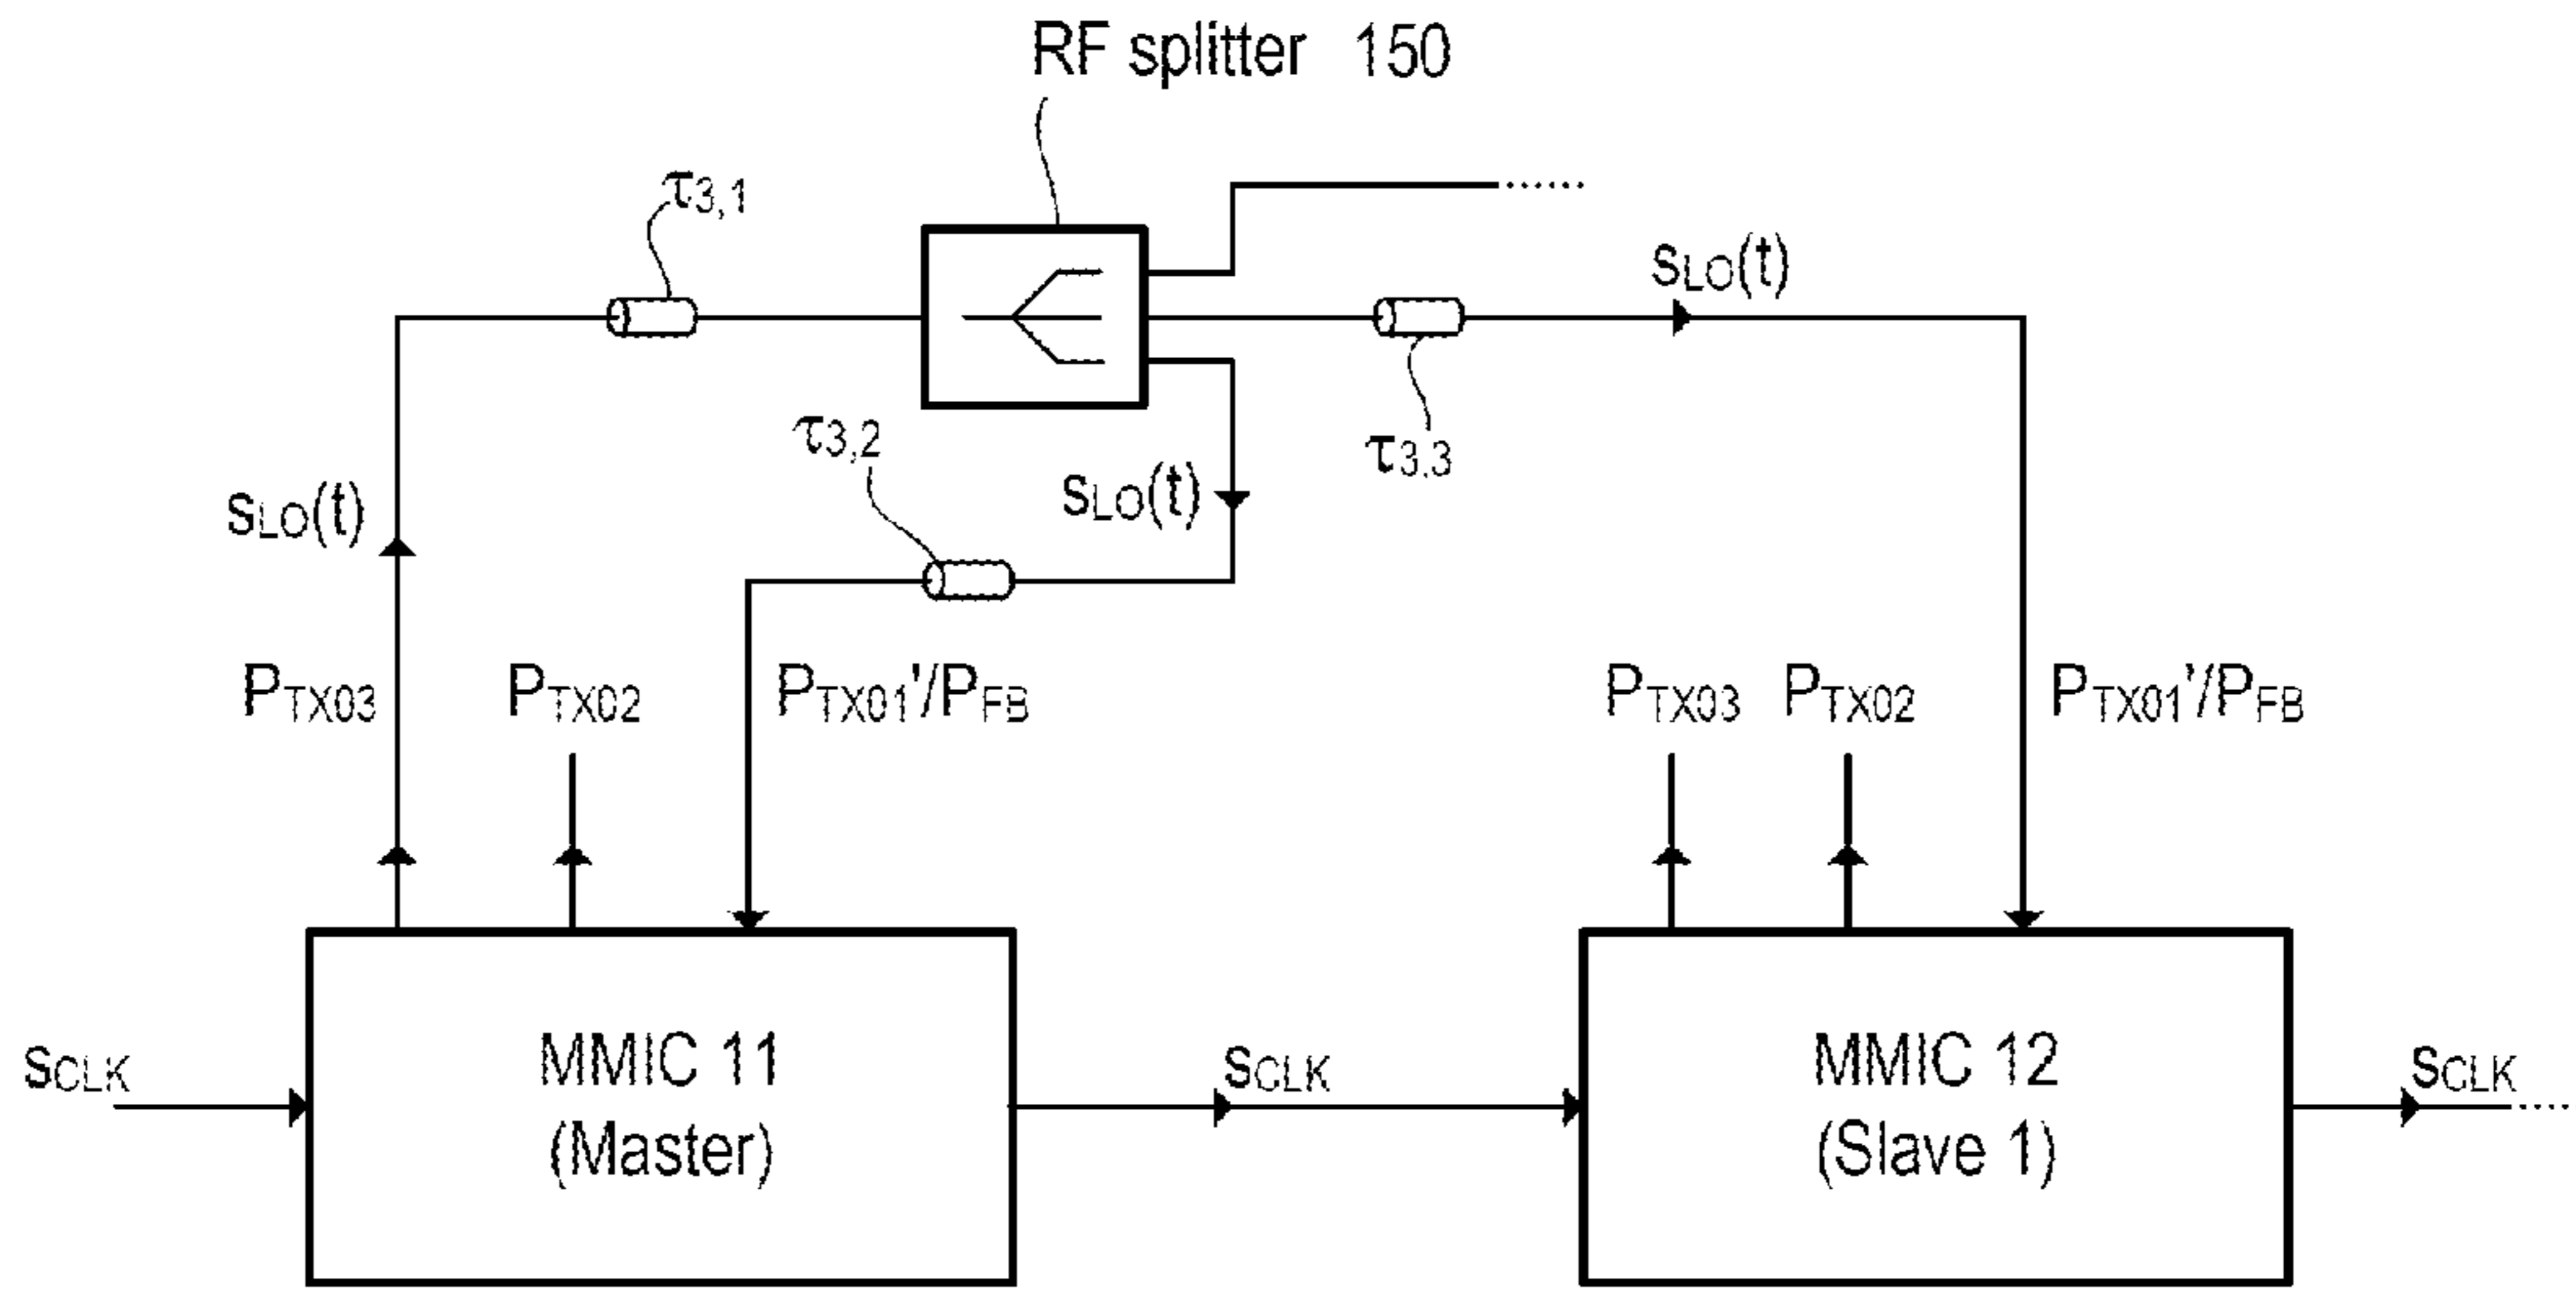 RF splitter 150
τ3,1
sLO(t)
τ3,2
τ3,3
sLO(t)
sLO(t)
PTX03
PTX02
PTX01'/PFB
PTX03
PTX02
PTX01'/PFB
sCLK
MMIC 11
(Master)
sCLK
MMIC 12
(Slave 1)
sCLK